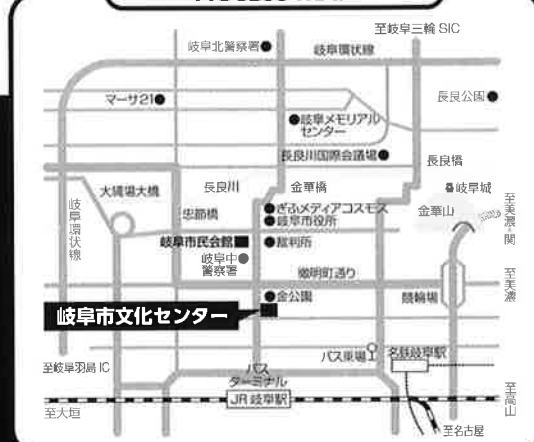 至岐阜三輪SIC
岐阜北警察署
岐阜環状線
マーサ21
長良公園
岐阜メモリアル
センター
長良川国際会議場
長良橋
大縄場大橋
長良川
金華橋
岐阜城
忠節橋
ぎふメディアコスモス
岐阜市役所
金華山
至美濃・関
岐阜環状線
岐阜市民会館
裁判所
岐阜中
警察署
徹明町通り
至美濃
金公園
競輪場
岐阜市文化センター
バス乗場
名鉄岐阜駅
至岐阜羽島IC
バス
ターミナル
JR岐阜駅
至高山
至大垣
至名古屋